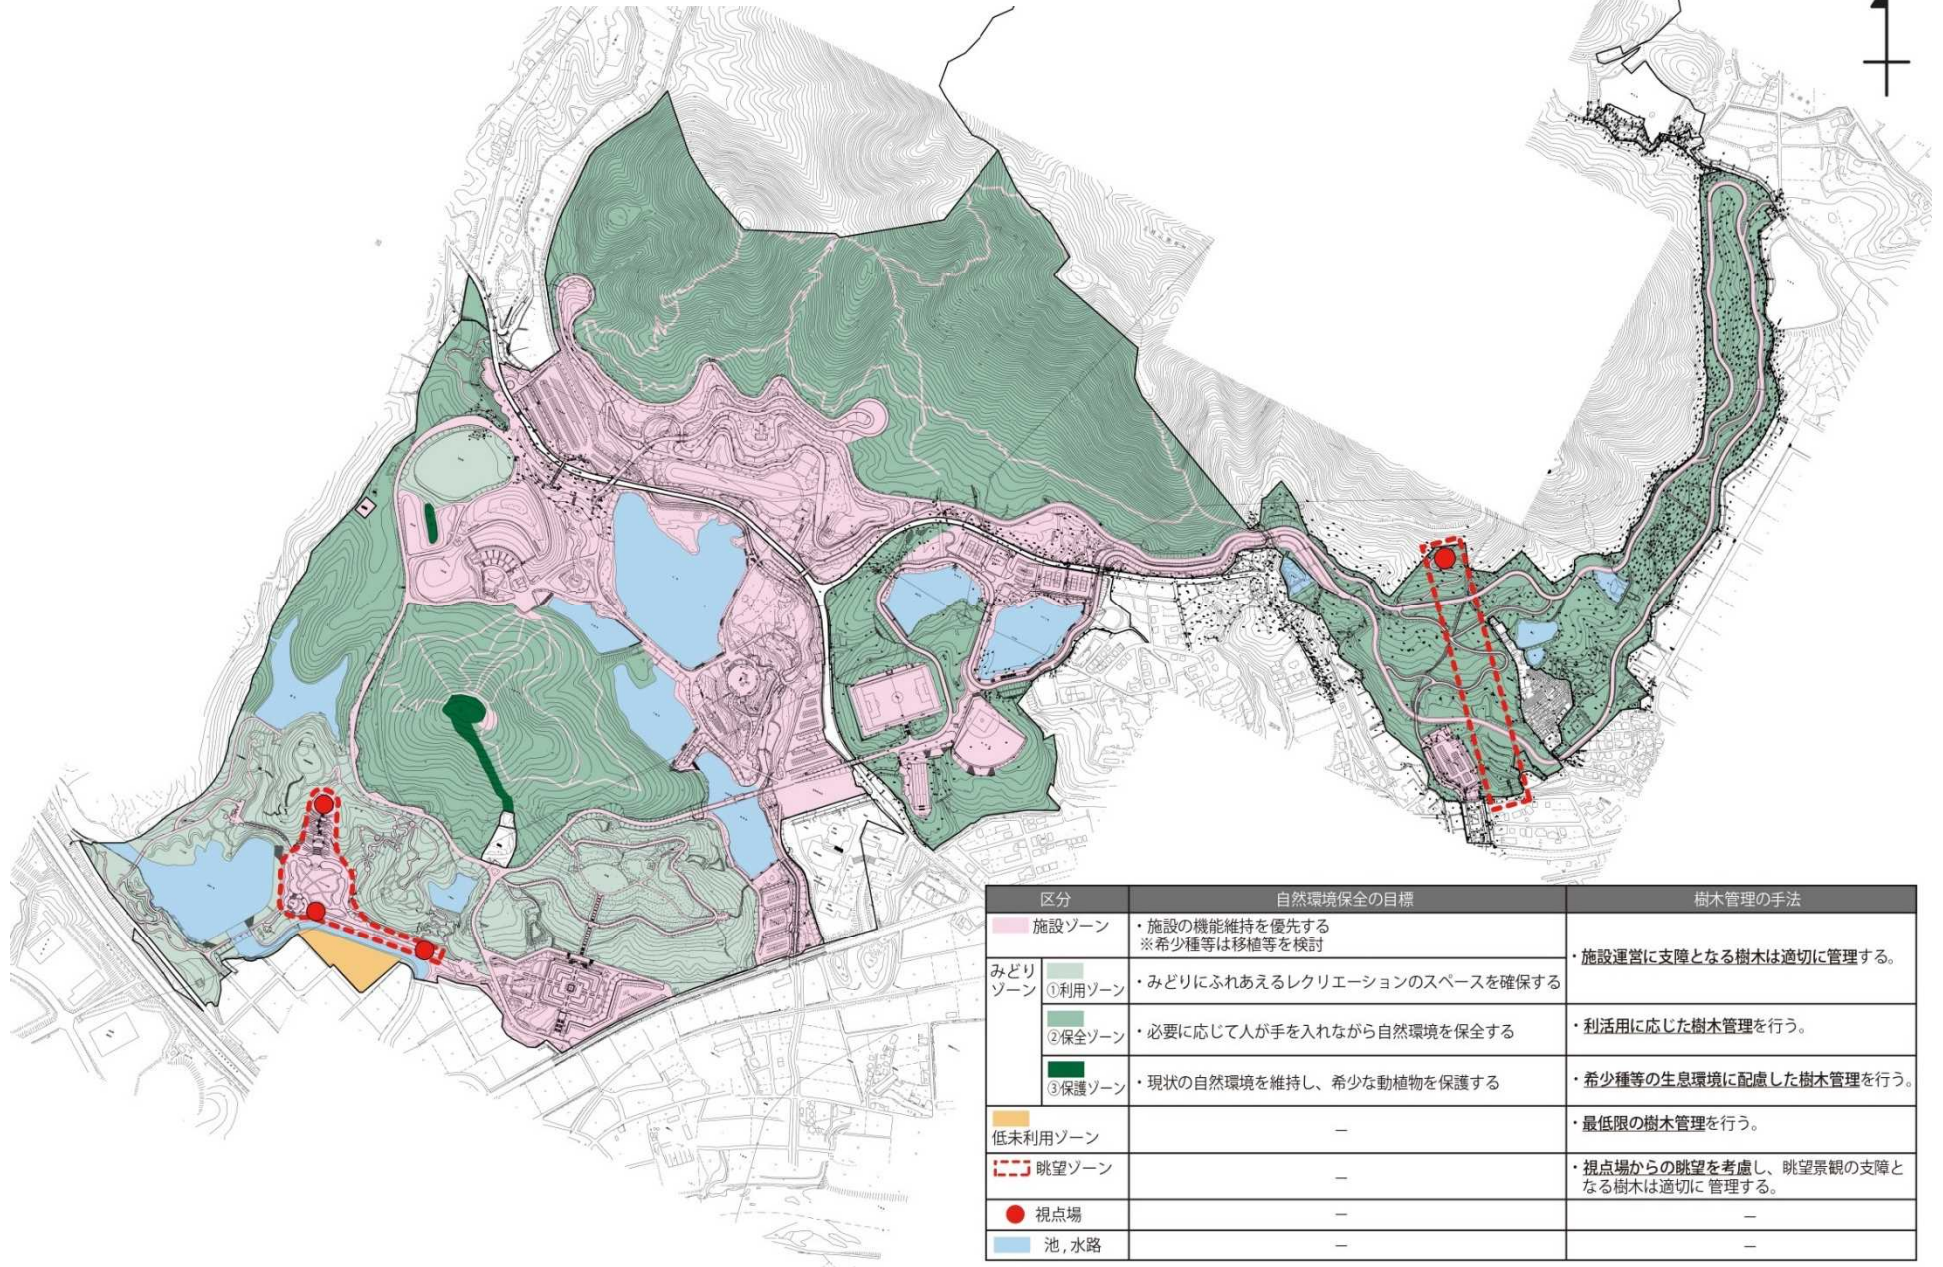 区分 自然環境保全の目標 樹木管理の手法
施設ゾーン ・施設の機能維持を優先する
※希少種等は移植等を検討
・施設運営に支障となる樹木は適切に管理する。
みどり
ゾーン
①利用ゾーン ・みどりにふれあえるレクリエーションのスペースを確保する
②保全ゾーン ・必要に応じて人が手を入れながら自然環境を保全する ・利活用に応じた樹木管理を行う。
③保護ゾーン ・現状の自然環境を維持し、希少な動植物を保護する ・希少種等の生息環境に配慮した樹木管理を行う。
低未利用ゾーン － ・最低限の樹木管理を行う。
眺望ゾーン － ・視点場からの眺望を考慮し、眺望景観の支障と
なる樹木は適切に 管理する。
視点場 － －
池 , 水路 － －